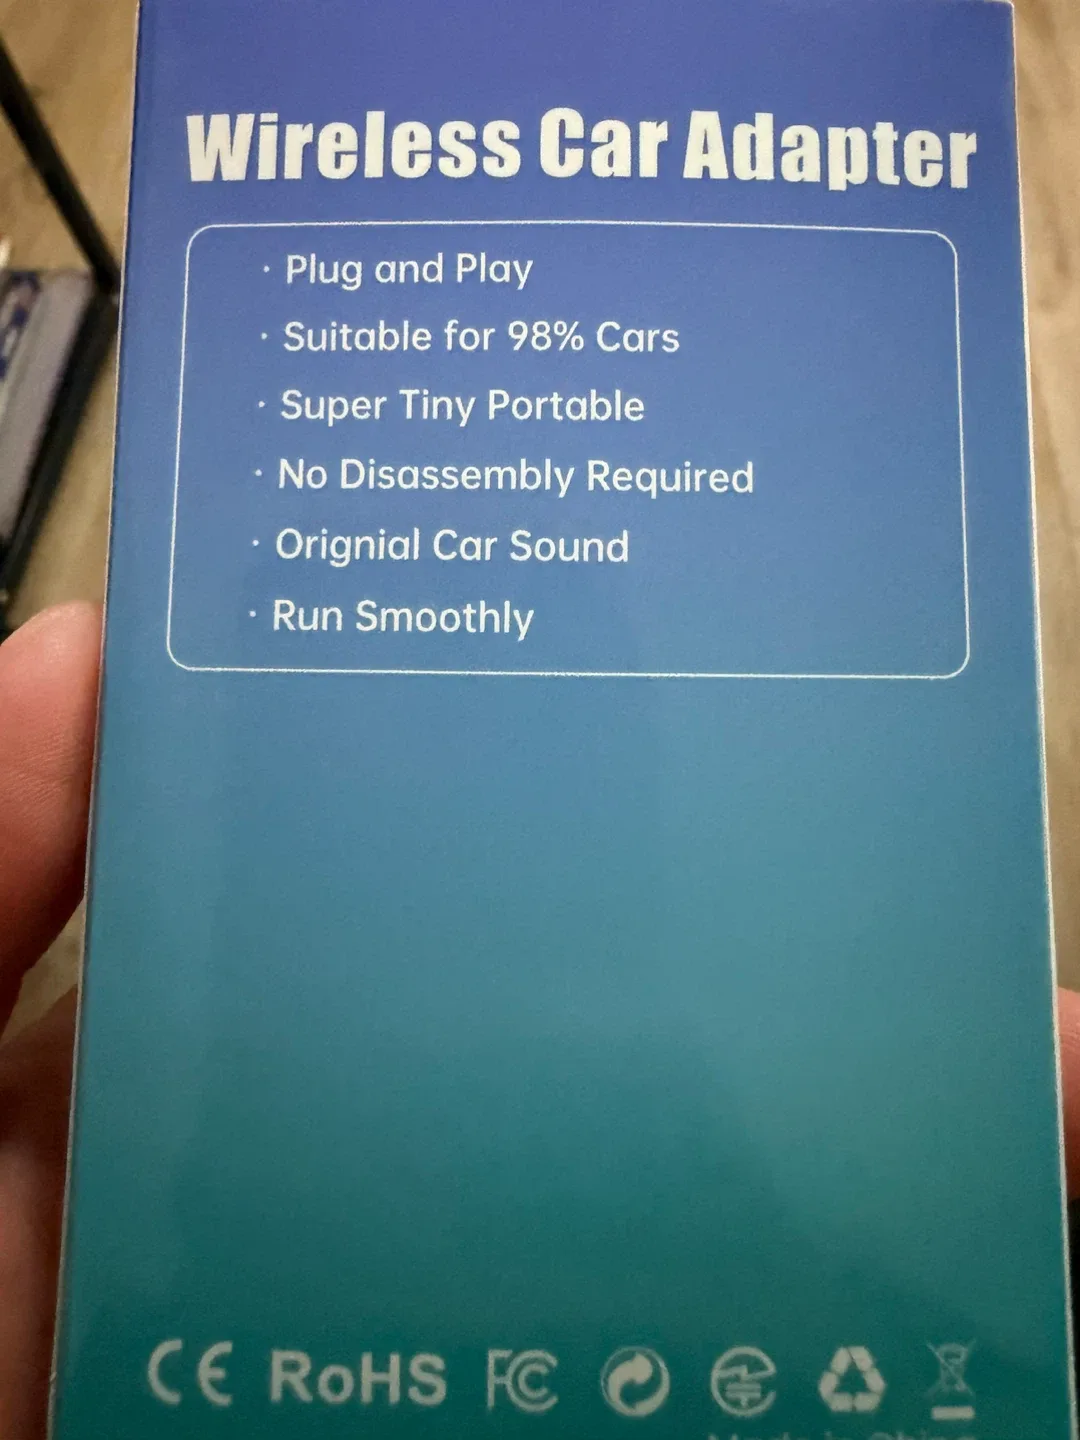 Wireless Car Adapter
· Plug and Play
· Suitable for 98% Cars
· Super Tiny Portable
· No Disassembly Required
· Orignial Car Sound
· Run Smoothly
CE RoHS FC